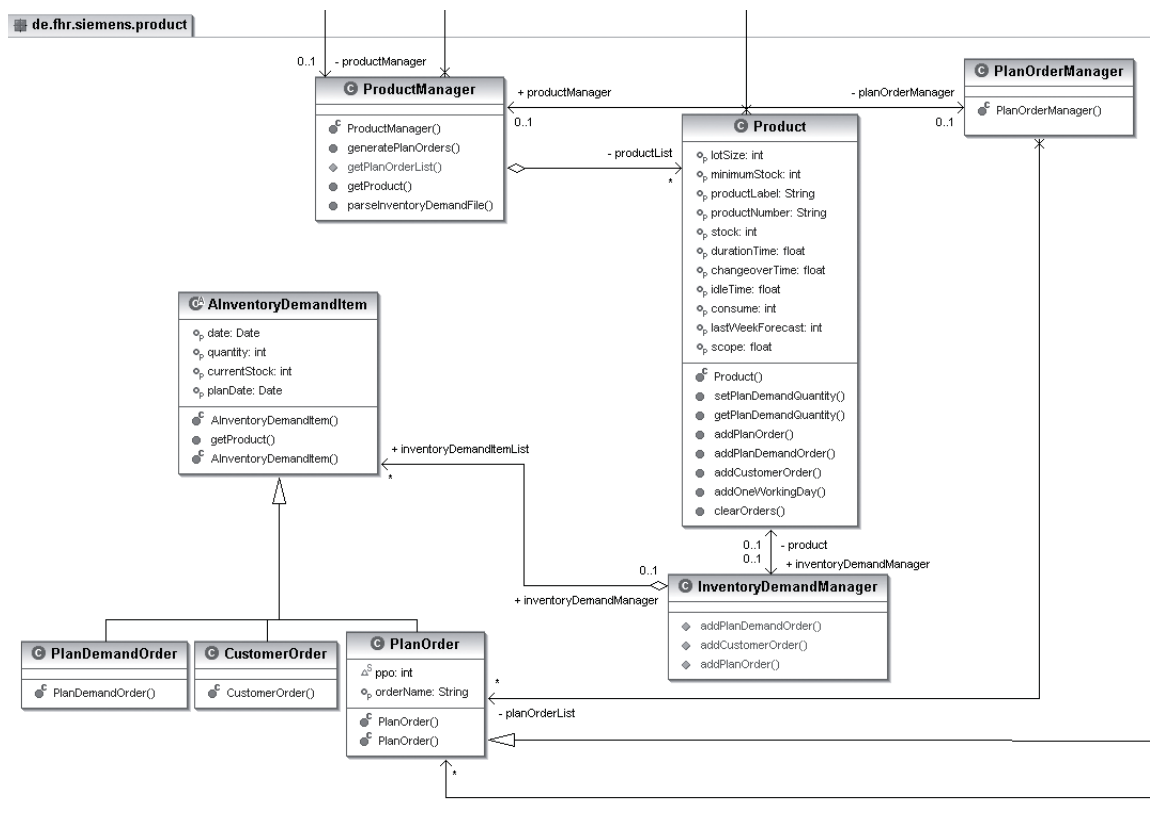 de.fhr.siemens.product
0..1
- productManager
ProductManager
ProductManager()
generatePlanOrders()
getPlanOrderList()
getProduct()
parseInventoryDemandFile()
+ productManager
0..1
- planOrderManager
0..1
PlanOrderManager
PlanOrderManager()
- productList
*
Product
lotSize: int
minimumStock: int
productLabel: String
productNumber: String
stock: int
durationTime: float
changeoverTime: float
idleTime: float
consume: int
lastWeekForecast: int
scope: float
Product()
setPlanDemandQuantity()
getPlanDemandQuantity()
addPlanOrder()
addPlanDemandOrder()
addCustomerOrder()
addOneWorkingDay()
clearOrders()
AInventoryDemandItem
date: Date
quantity: int
currentStock: int
planDate: Date
AInventoryDemandItem()
getProduct()
AInventoryDemandItem()
+ inventoryDemandItemList
*
0..1
- product
0..1
+ inventoryDemandManager
0..1
+ inventoryDemandManager
InventoryDemandManager
addPlanDemandOrder()
addCustomerOrder()
addPlanOrder()
PlanDemandOrder
PlanDemandOrder()
CustomerOrder
CustomerOrder()
PlanOrder
ppo: int
orderName: String
PlanOrder()
PlanOrder()
*
- planOrderList
*